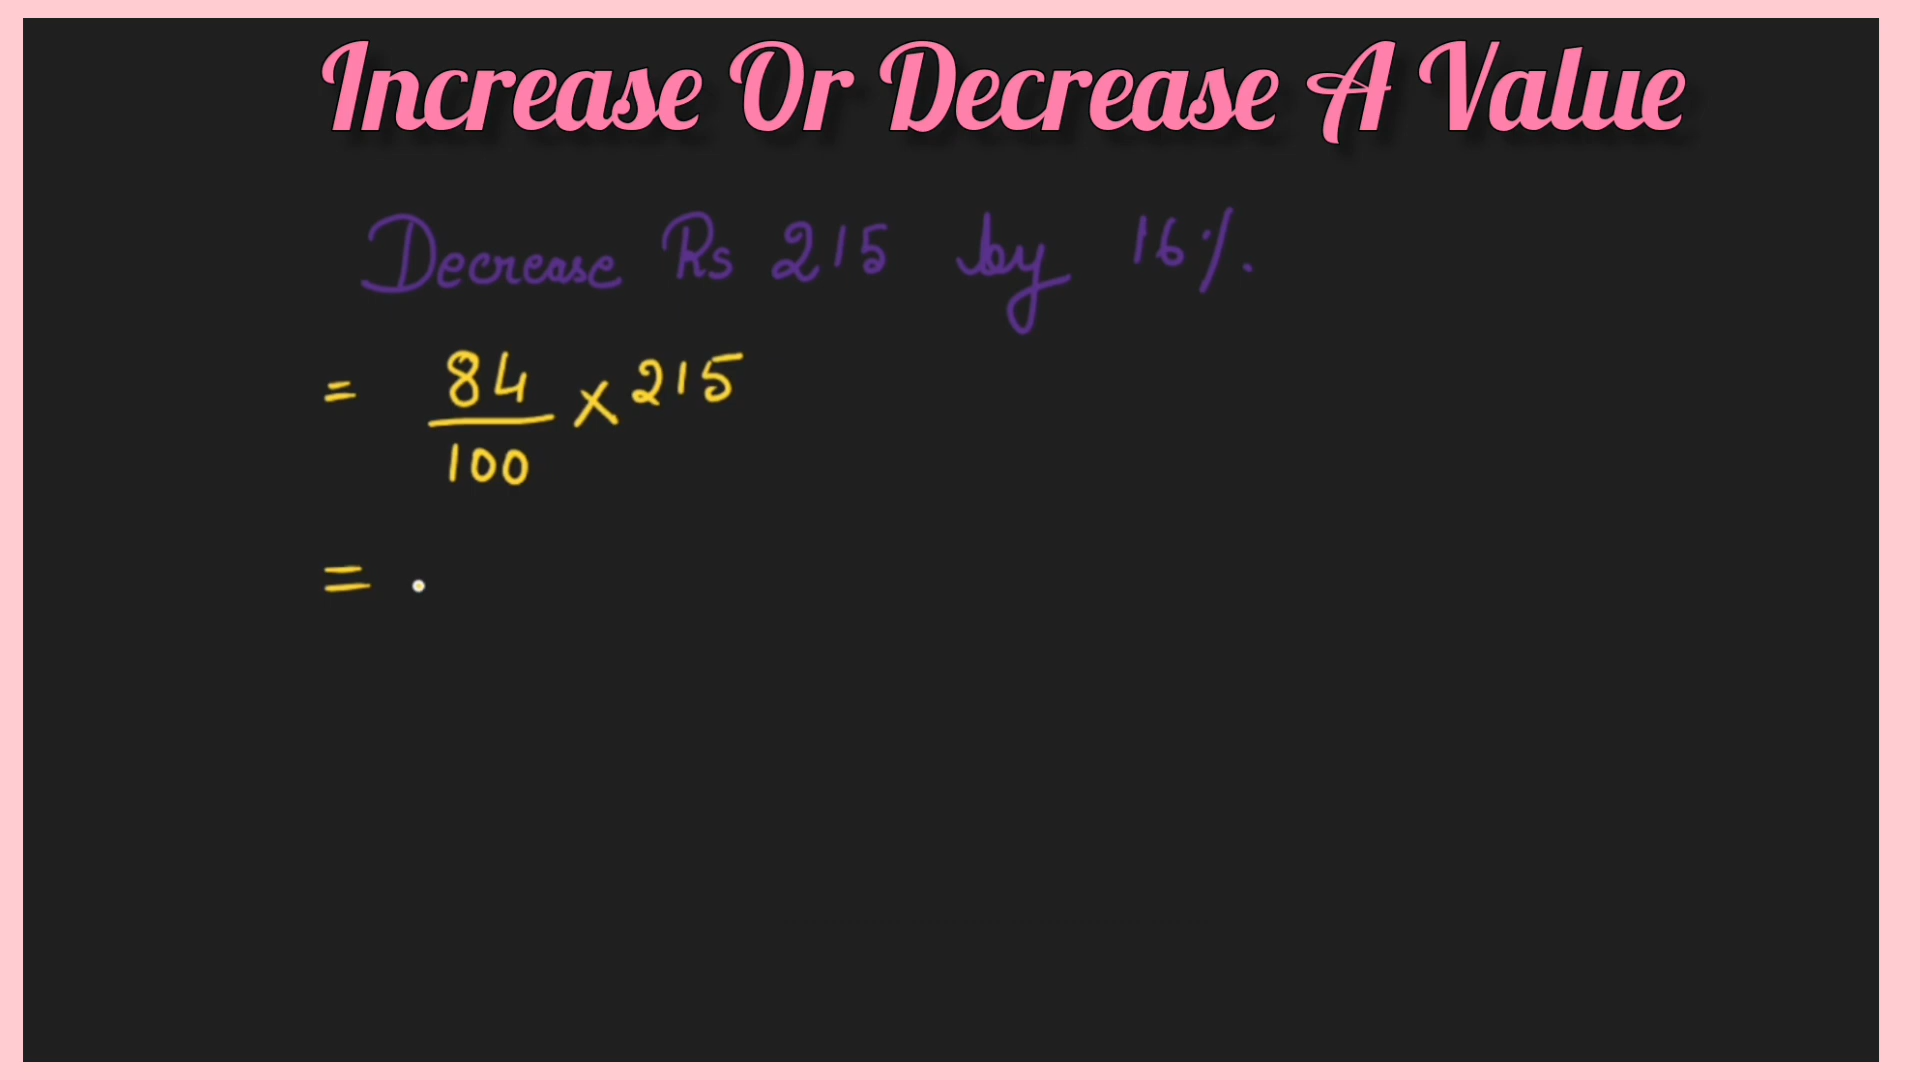 Increase Or Decrease A Value
Decrease Rs 215 by 16%.
= 84/100 × 215
=